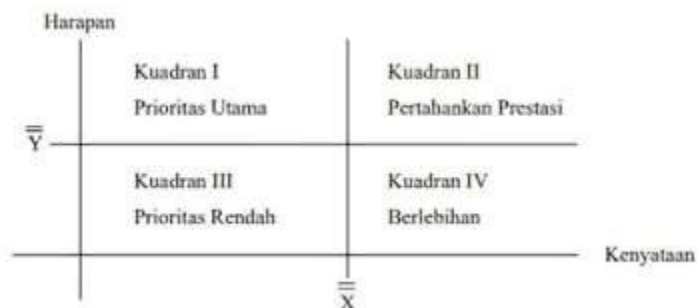 Harapan
Kuadran I
Prioritas Utama
Kuadran II
Pertahankan Prestasi
Y
Kuadran III
Prioritas Rendah
Kuadran IV
Berlebihan
Kenyataan
X